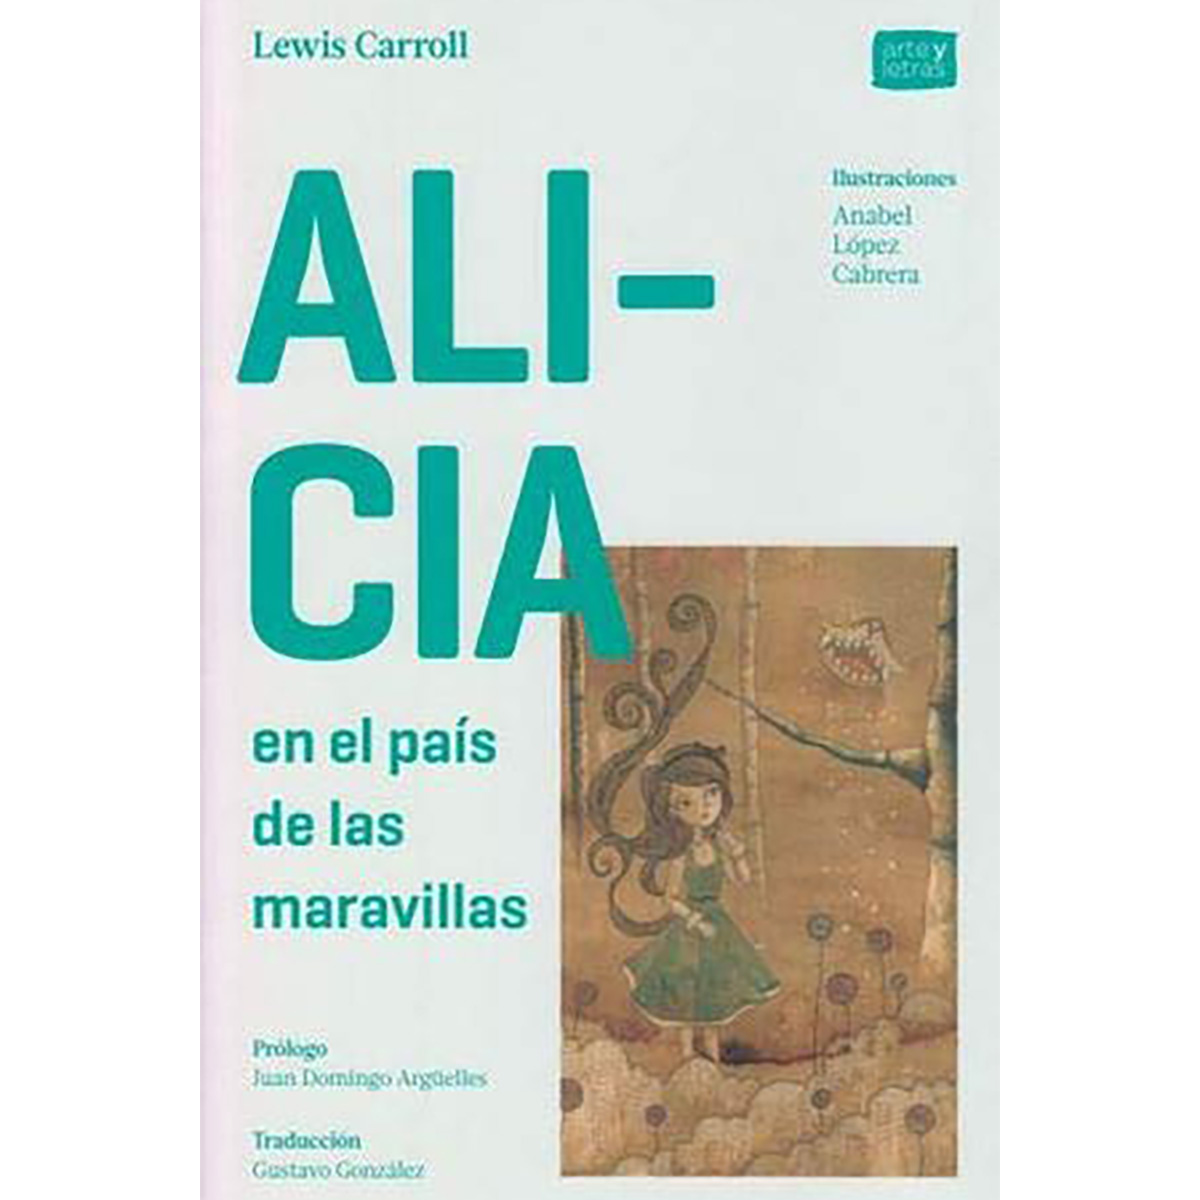 Lewis Carroll
arte y
letras
ALI-
CIA
en el país
de las
maravillas
Ilustraciones
Anabel
López
Cabrera
Prólogo
Juan Domingo Argüelles
Traducción
Gustavo González